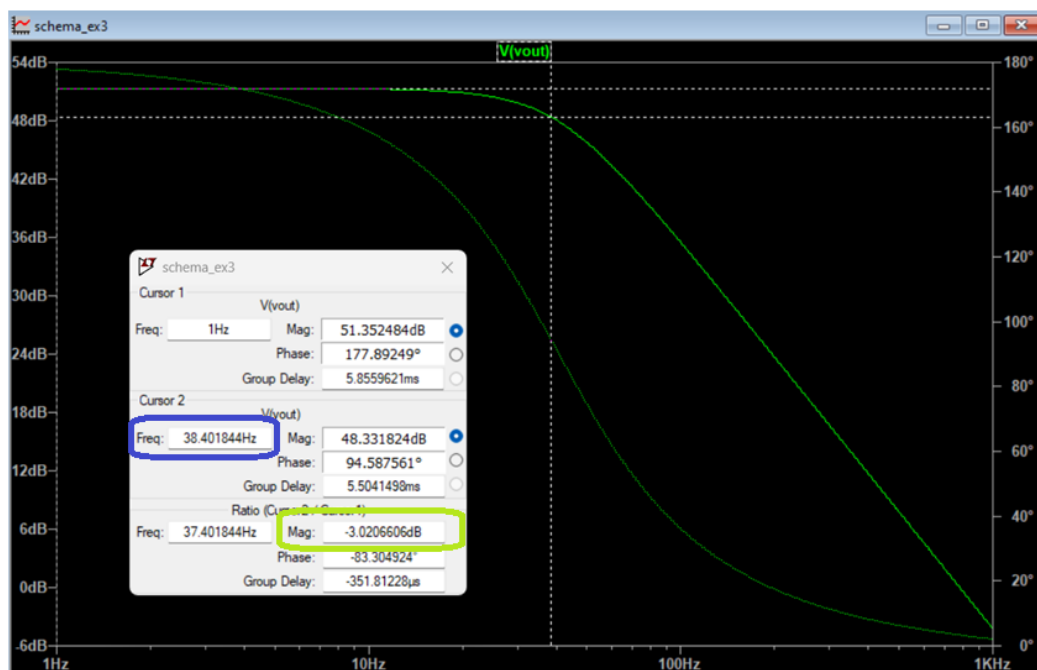 schema_ex3
V(vout)
54dB
48dB
42dB
36dB
30dB
24dB
18dB
12dB
6dB
0dB
-6dB
180°
160°
140°
120°
100°
80°
60°
40°
20°
0°
1Hz 10Hz 100Hz 1KHz
schema_ex3
Cursor 1
V(vout)
Freq: 1Hz Mag: 51.352484dB
Phase: 177.89249°
Group Delay: 5.8559621ms
Cursor 2
V(vout)
Freq: 38.401844Hz Mag: 48.331824dB
Phase: 94.587561°
Group Delay: 5.5041498ms
Ratio (Cursor2 / Cursor1)
Freq: 37.401844Hz Mag: -3.0206606dB
Phase: -83.304924°
Group Delay: -351.81228µs